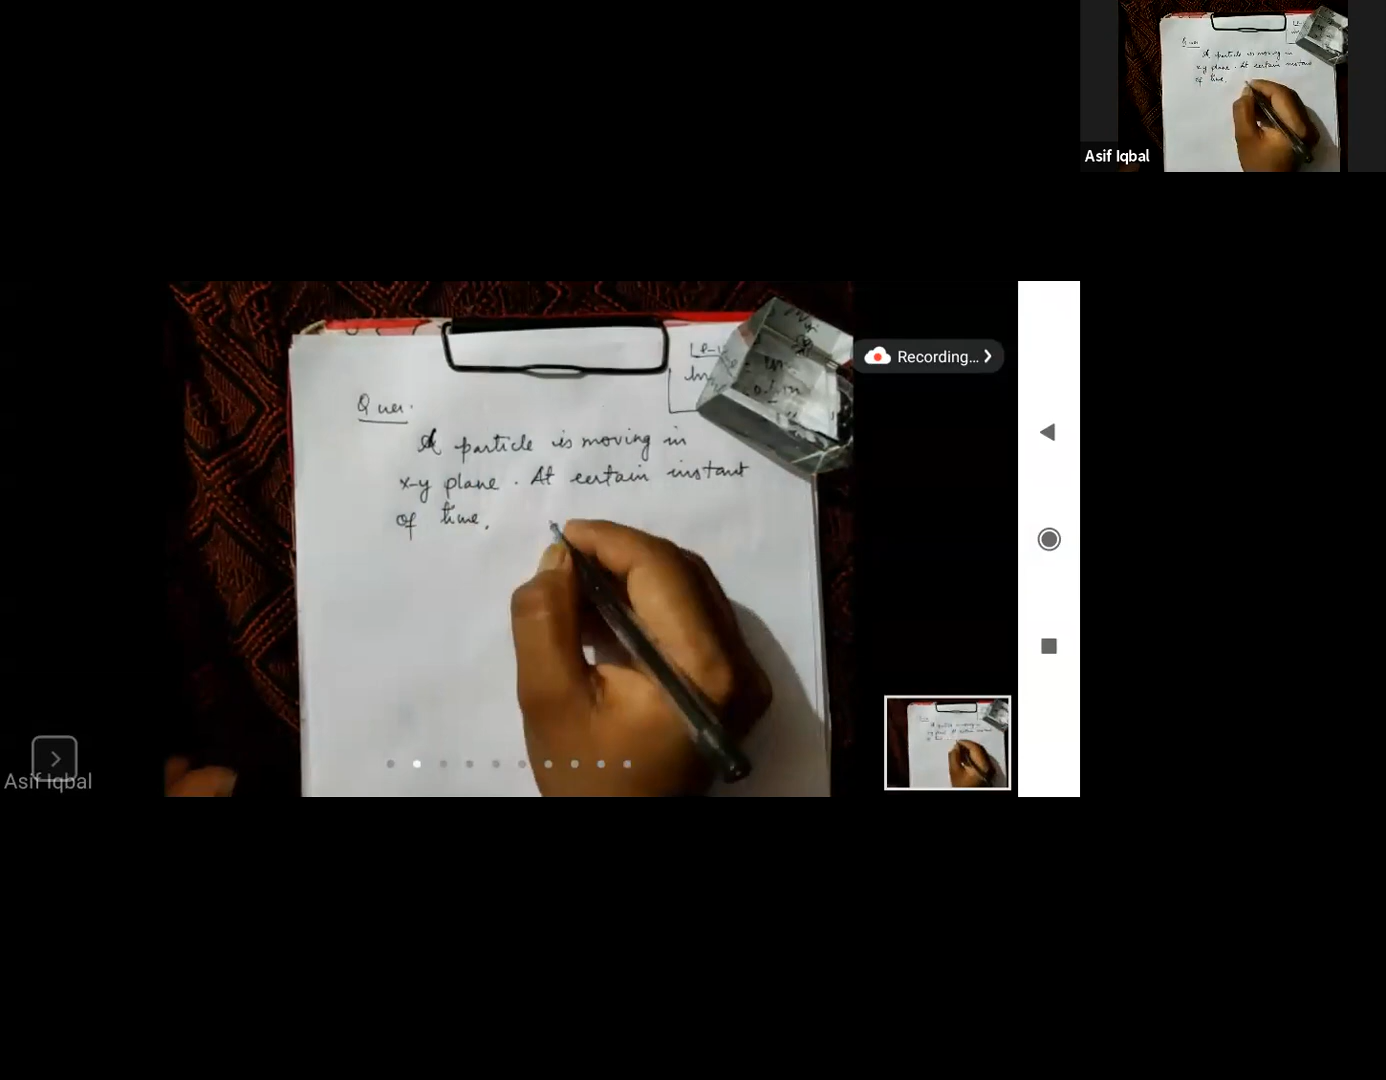 Asif Iqbal
Recording...
Ques.
A particle is moving in
x-y plane. At certain instant
of time,
Asif Iqbal